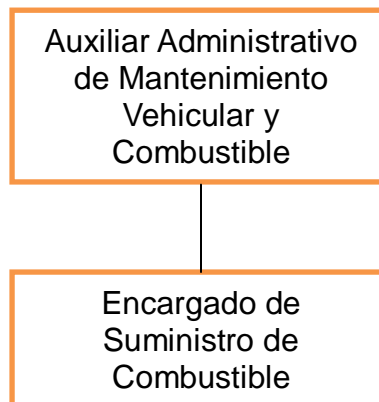 Auxiliar Administrativo
de Mantenimiento
Vehicular y
Combustible
Encargado de
Suministro de
Combustible